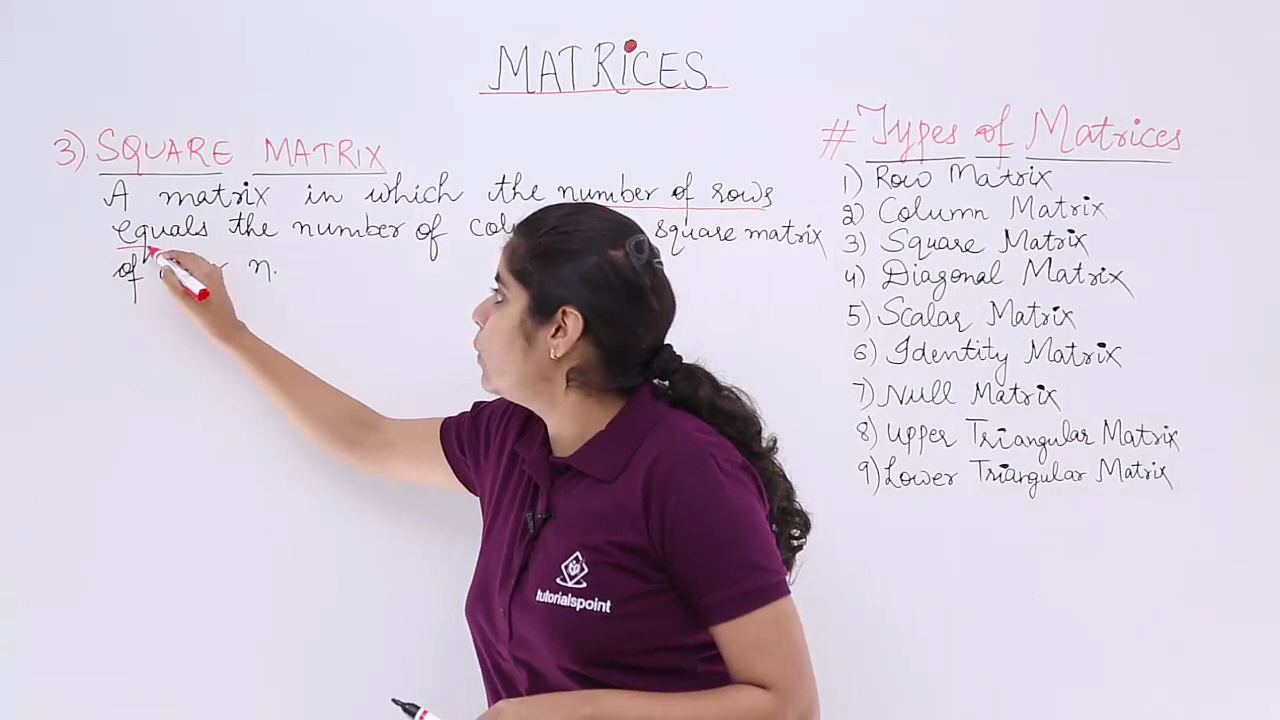 MATRiCES
3) SQUARE MATRIX
A matrix in which the number of rows
equals the number of square matrix
of n.
# Types of Matrices
1) Row Matrix
2) Column Matrix
3) Square Matrix
4) Diagonal Matrix
5) Scalar Matrix
6) Identity Matrix
7) Null Matrix
8) Upper Triangular Matrix
9) Lower Triangular Matrix
tutorialspoint